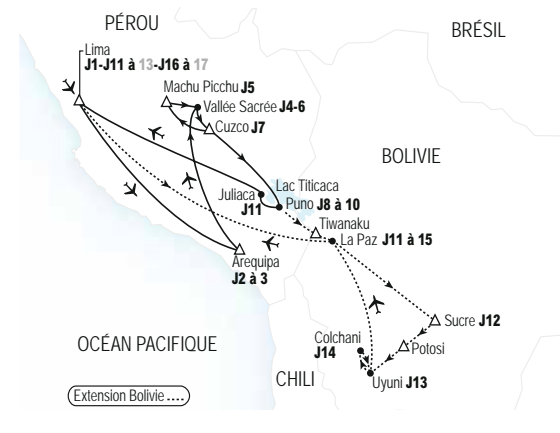 PÉROU
BRÉSIL
Lima
J1-J11 à 13-J16 à 17
Machu Picchu J5
Vallée Sacrée J4-6
Cuzco J7
BOLIVIE
Lac Titicaca
Juliaca
J11
Puno J8 à 10
Tiwanaku
La Paz J11 à 15
Arequipa
J2 à 3
Sucre J12
OCÉAN PACIFIQUE
Colchani
J14
Potosi
CHILI
Uyuni J13
Extension Bolivie ....